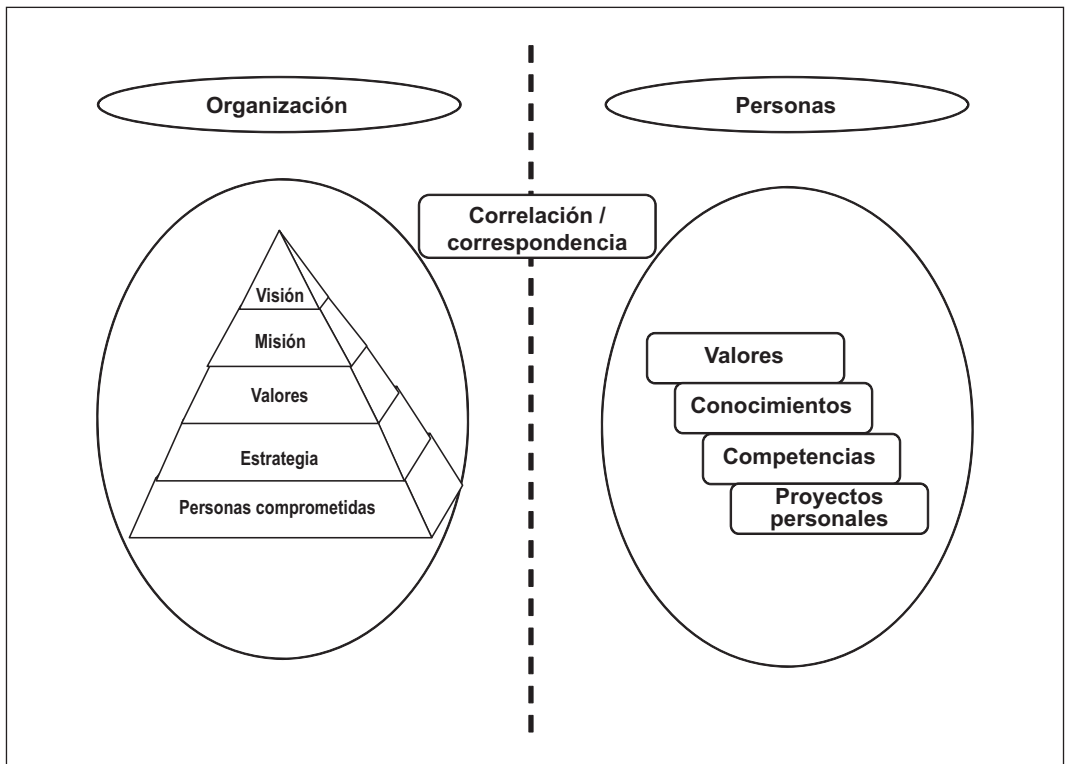 Organización
Personas
Correlación /
correspondencia
Visión
Misión
Valores
Estrategia
Personas comprometidas
Valores
Conocimientos
Competencias
Proyectos
personales